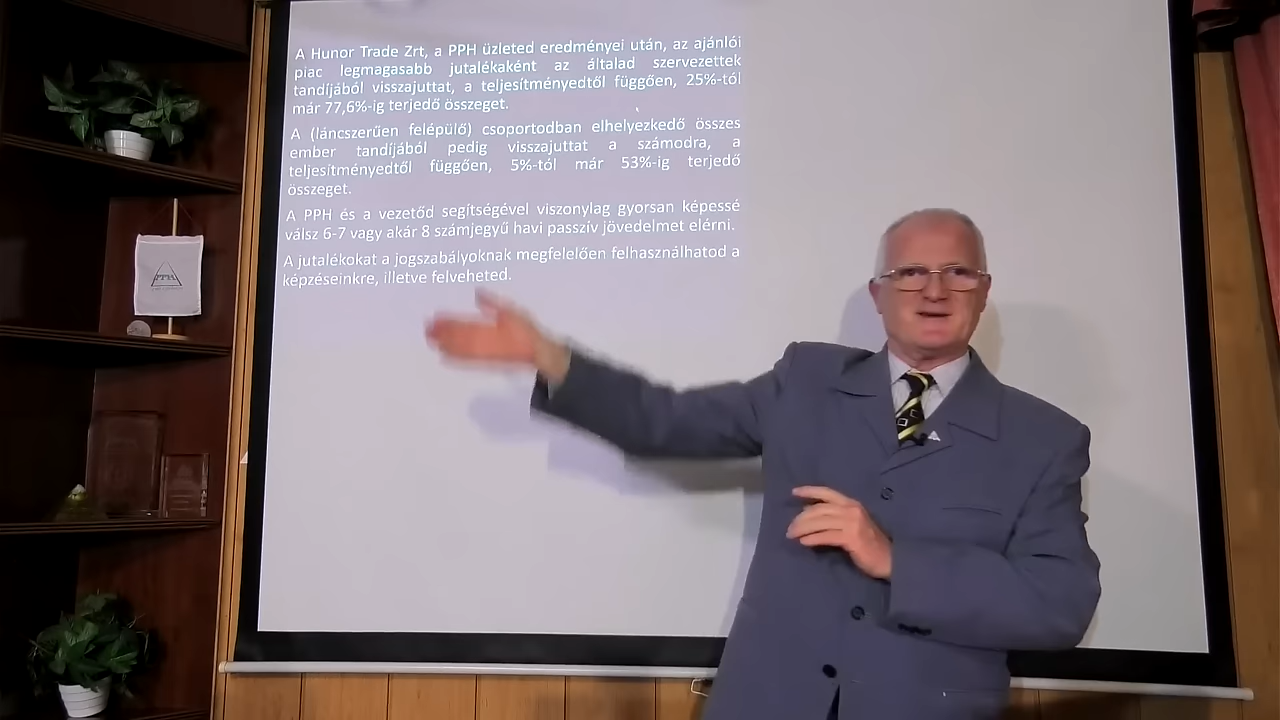 A Hunor Trade Zrt, a PPH üzleted eredményei után, az ajánlói
piac legmagasabb jutalékaként az általad szervezettek
tandíjából visszajuttat, a teljesítményedtől függően, 25%-tól
már 77,6%-ig terjedő összeget.
A (láncszerűen felépülő) csoportodban elhelyezkedő összes
ember tandíjából pedig visszajuttat a számodra, a
teljesítményedtől függően, 5%-tól már 53%-ig terjedő
összeget.
A PPH és a vezetőd segítségével viszonylag gyorsan képessé
válsz 6-7 vagy akár 8 számjegyű havi passzív jövedelmet elérni.
A jutalékokat a jogszabályoknak megfelelően felhasználhatod a
képzéseinkre, illetve felveheted.
PPH